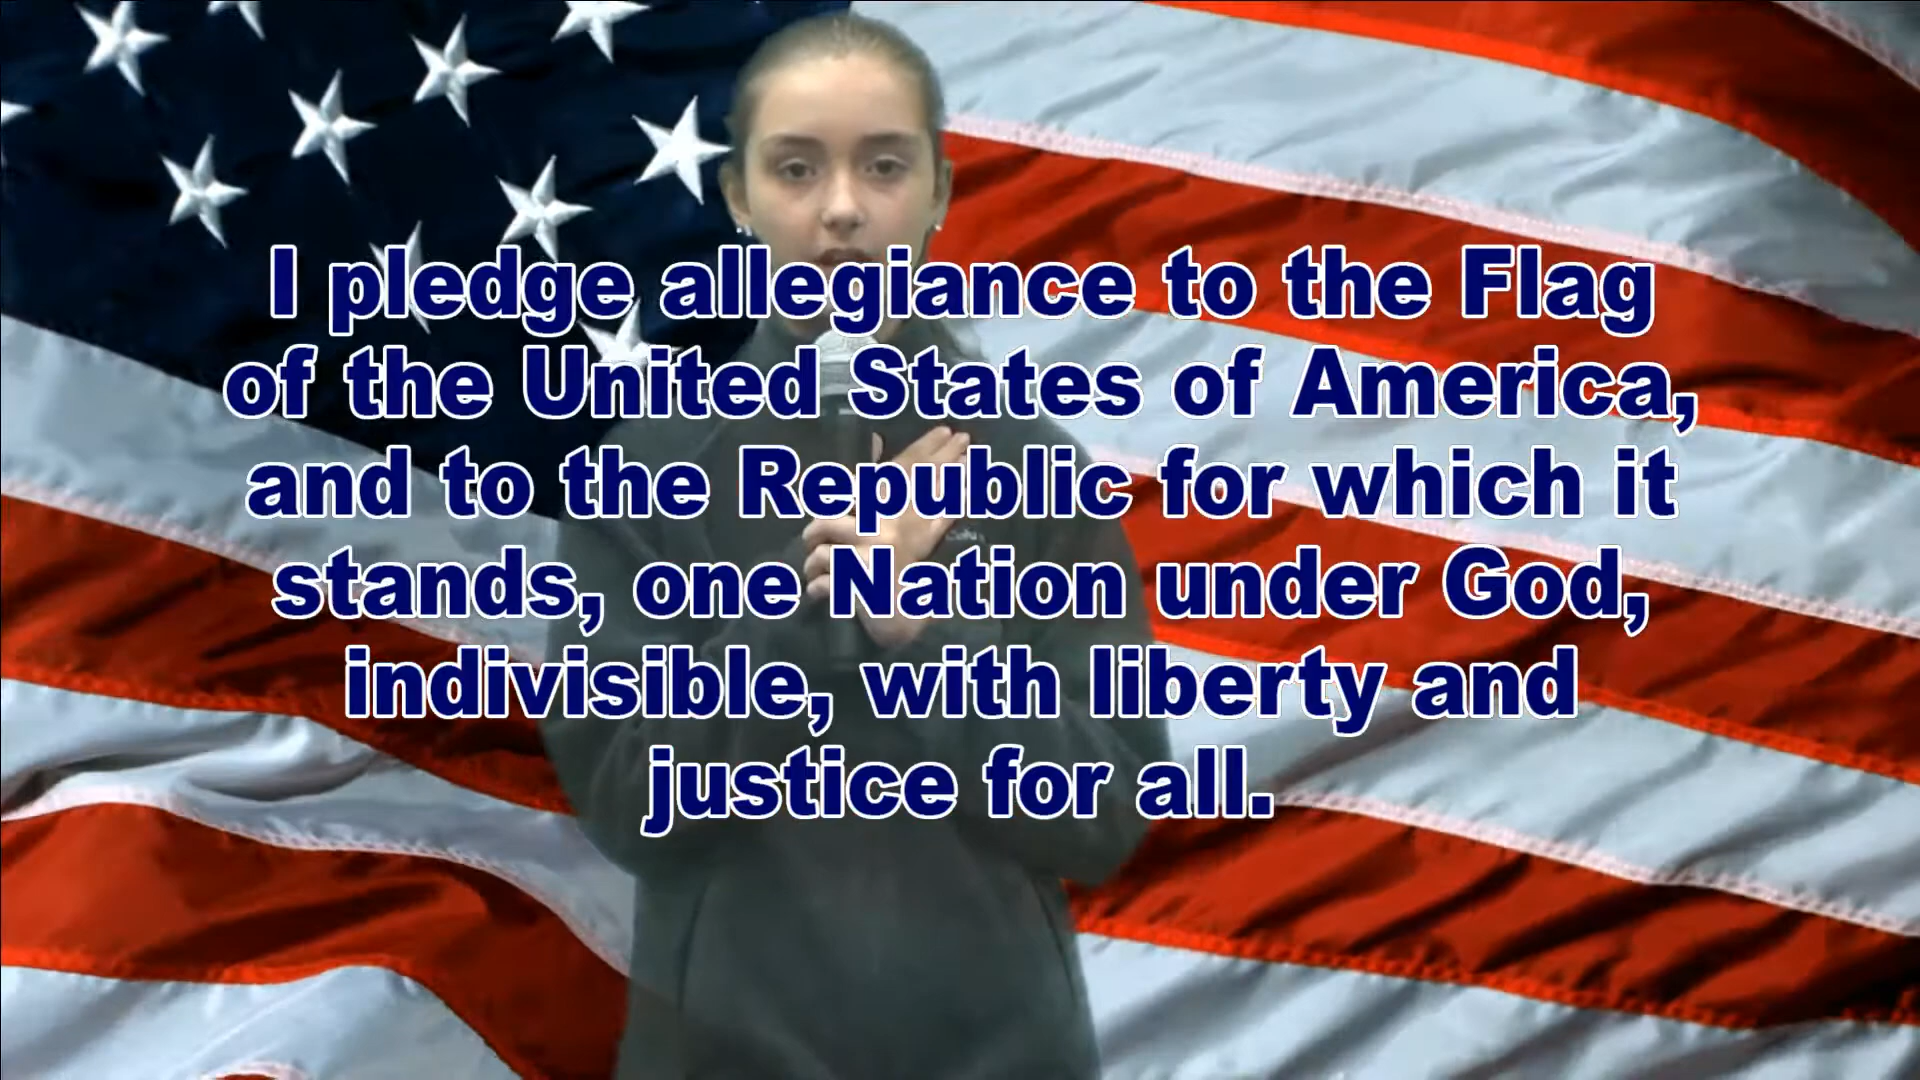 I pledge allegiance to the Flag
of the United States of America,
and to the Republic for which it
stands, one Nation under God,
indivisible, with liberty and
justice for all.